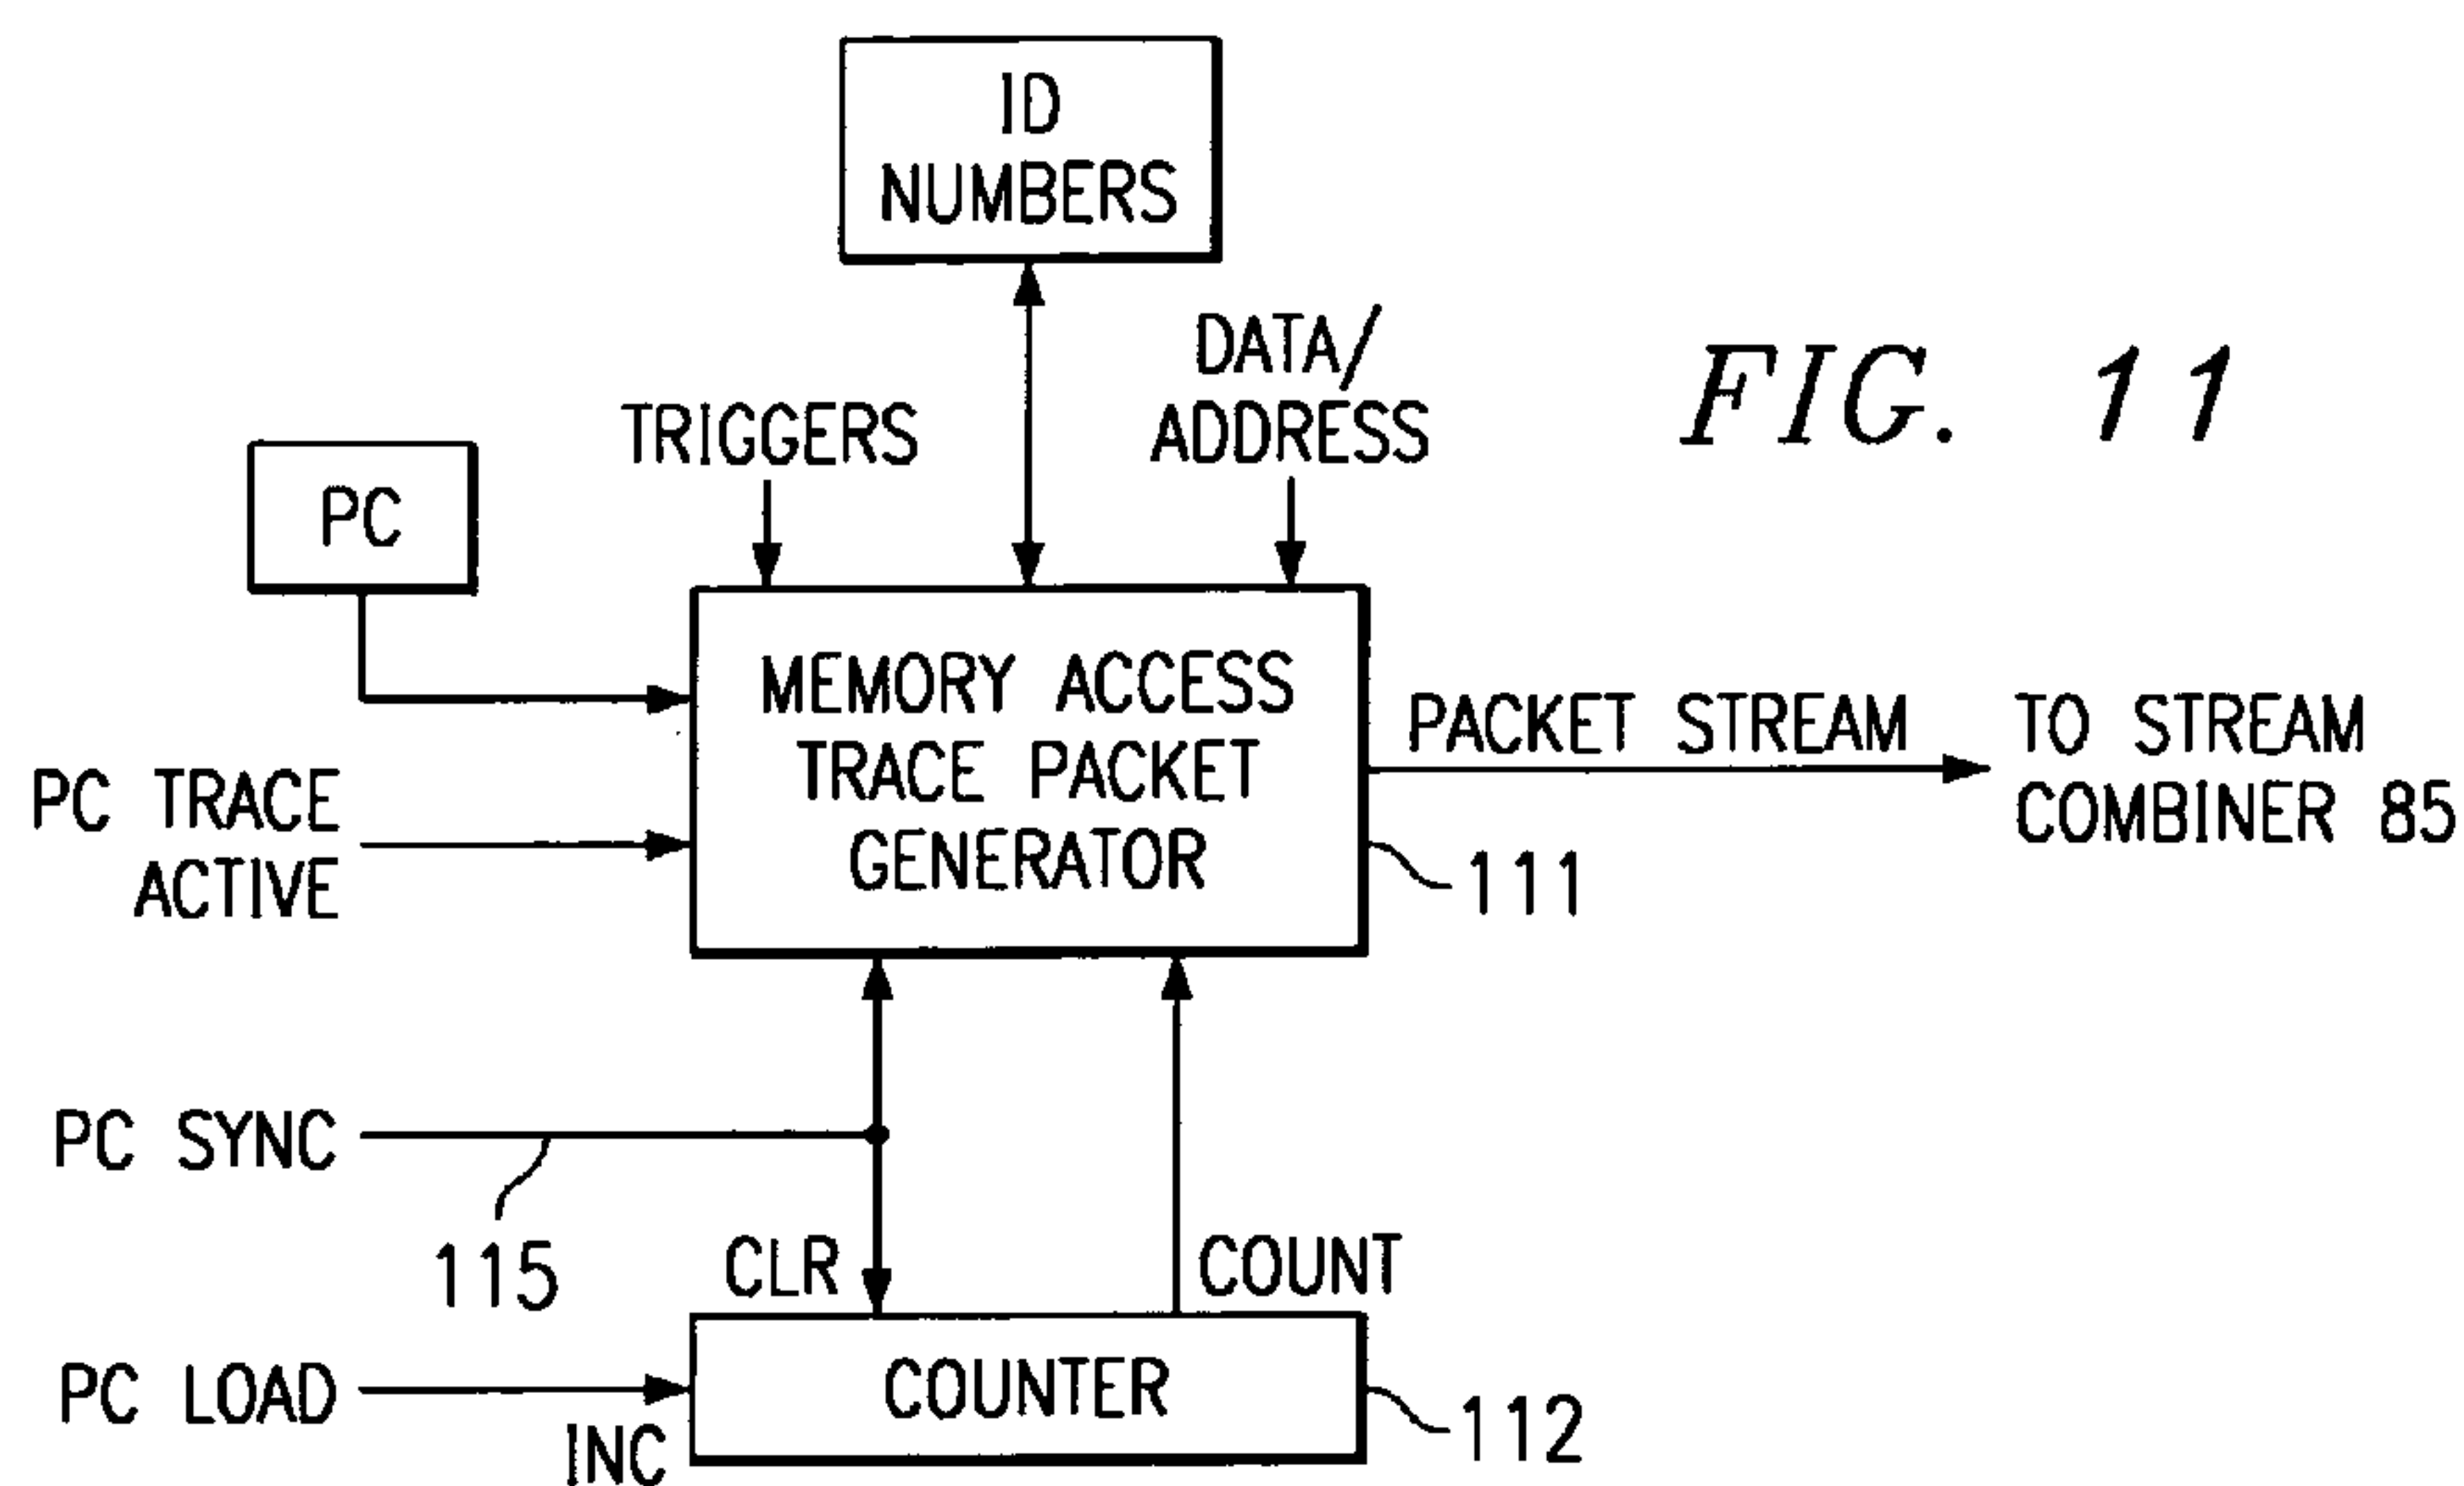 ID
NUMBERS
DATA/
ADDRESS
TRIGGERS
FIG. 11
PC
MEMORY ACCESS
TRACE PACKET
GENERATOR
PACKET STREAM
TO STREAM
COMBINER 85
PC TRACE
ACTIVE
111
PC SYNC
115
CLR
COUNT
PC LOAD
INC
COUNTER
112